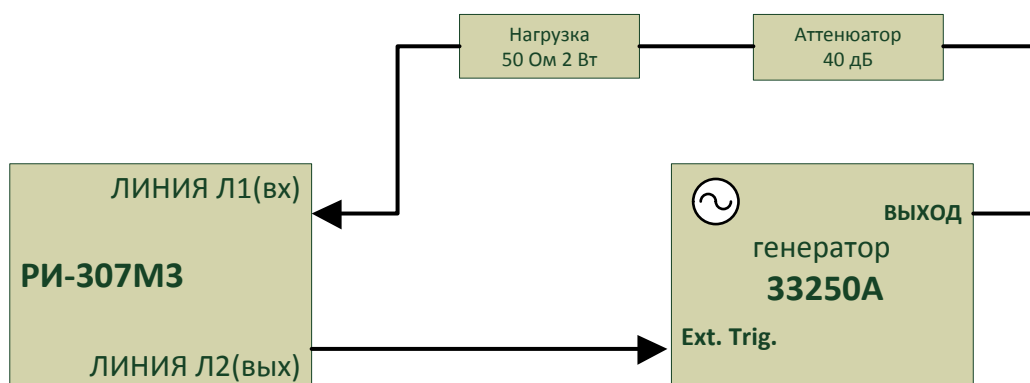 Нагрузка
50 Ом 2 Вт
Аттенюатор
40 дБ
ЛИНИЯ Л1(вх)
РИ-307М3
ЛИНИЯ Л2(вых)
ВЫХОД
генератор
33250А
Ext. Trig.